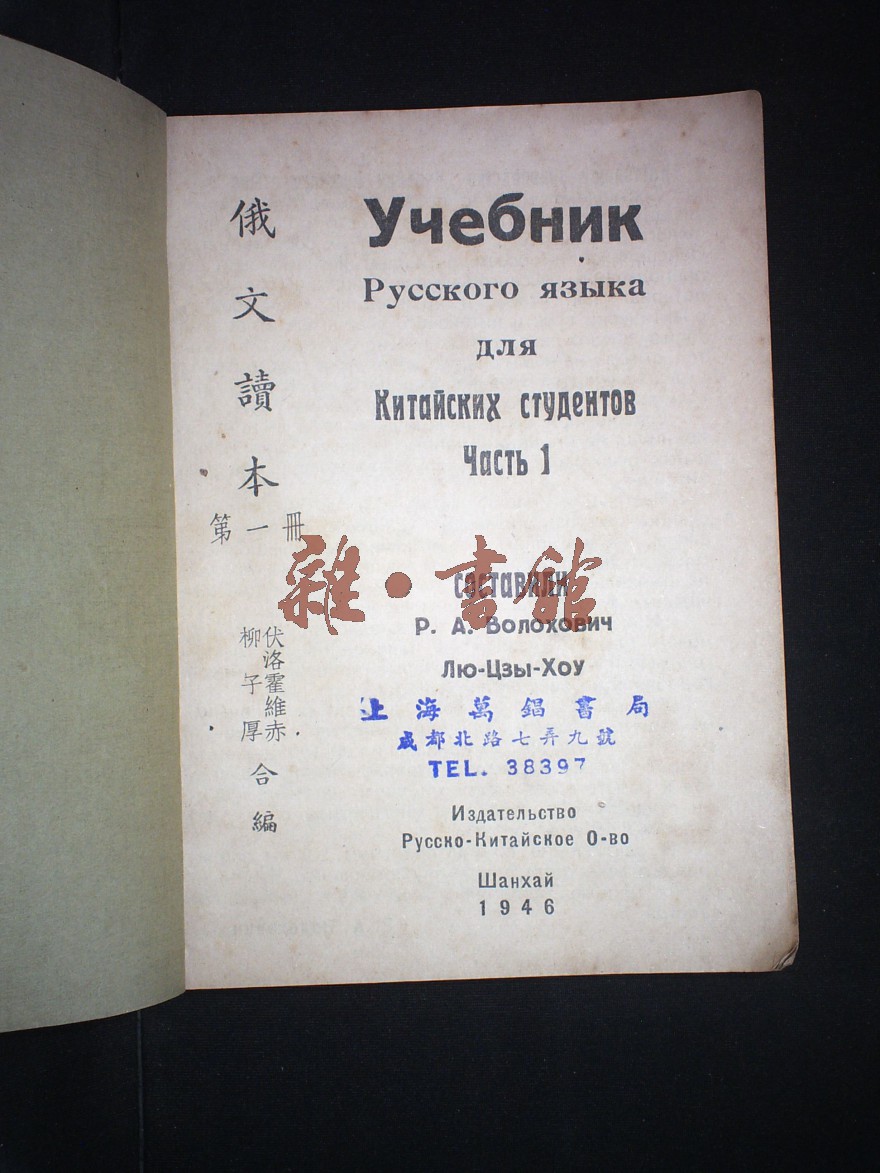 俄文讀本
第一冊
伏洛霍維赤
柳子厚
合編
Учебник
Русского языка
для
Китайских студентов
Часть 1
составили
雜·書館
Р. А. Волохович
Лю-Цзы-Хоу
上海萬錩書局
成都北路七弄九號
TEL. 38397
Издательство
Русско-Китайское О-во
Шанхай
1946